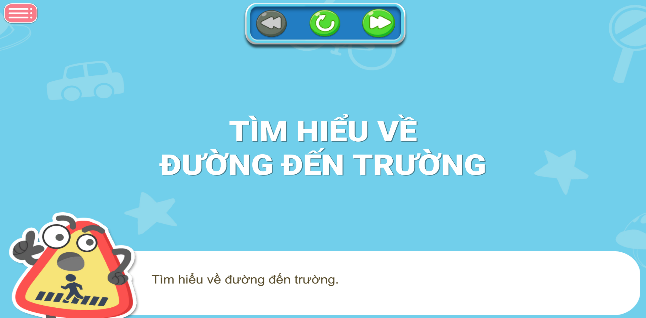 TÌM HIỂU VỀ
ĐƯỜNG ĐẾN TRƯỜNG
Tìm hiểu về đường đến trường.